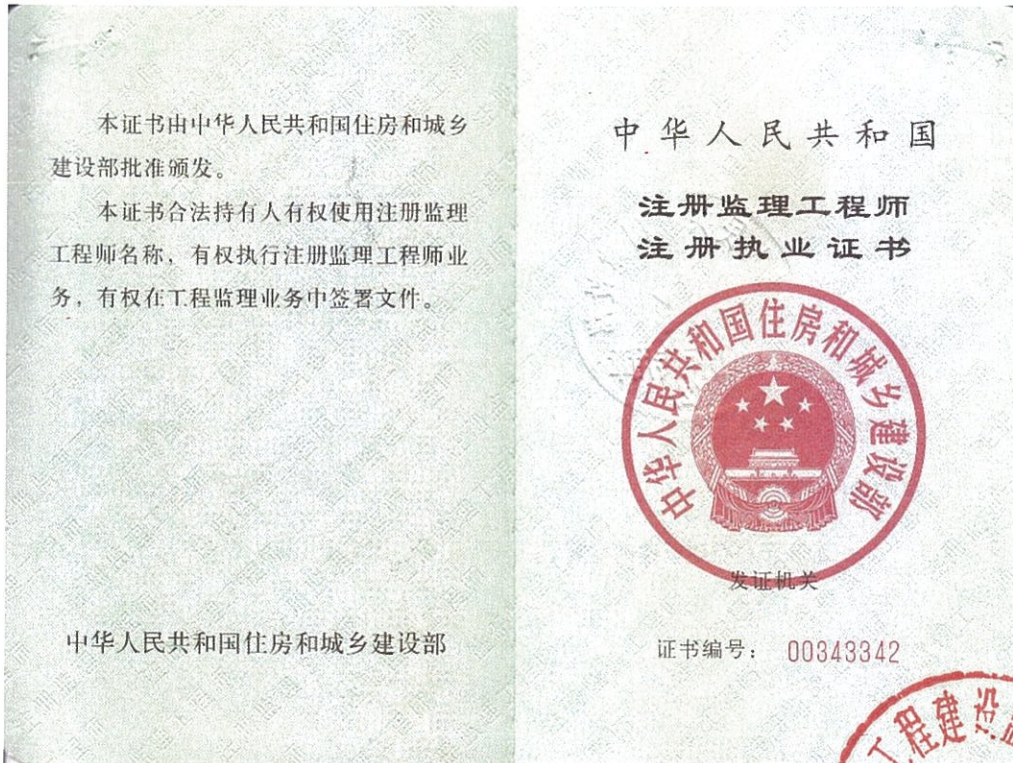 本证书由中华人民共和国住房和城乡
建设部批准颁发。
本证书合法持有人有权使用注册监理
工程师名称，有权执行注册监理工程师业
务，有权在工程监理业务中签署文件。
中华人民共和国住房和城乡建设部
中华人民共和国
注册监理工程师
注册执业证书
中华人民共和国住房和城乡建设部
发证机关
证书编号： 00343342
工程建设